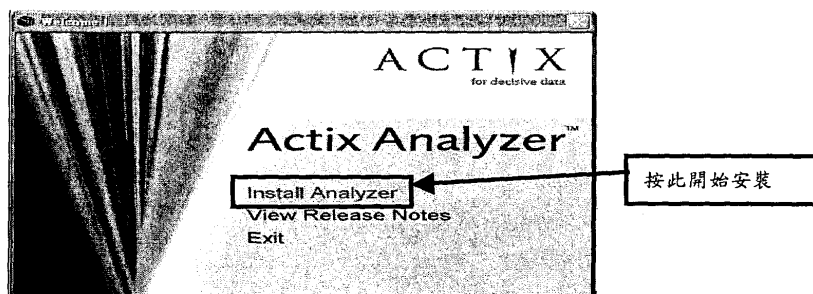 Welcome
ACTIX
for decisive data
Actix Analyzer™
Install Analyzer
View Release Notes
Exit
按此開始安裝